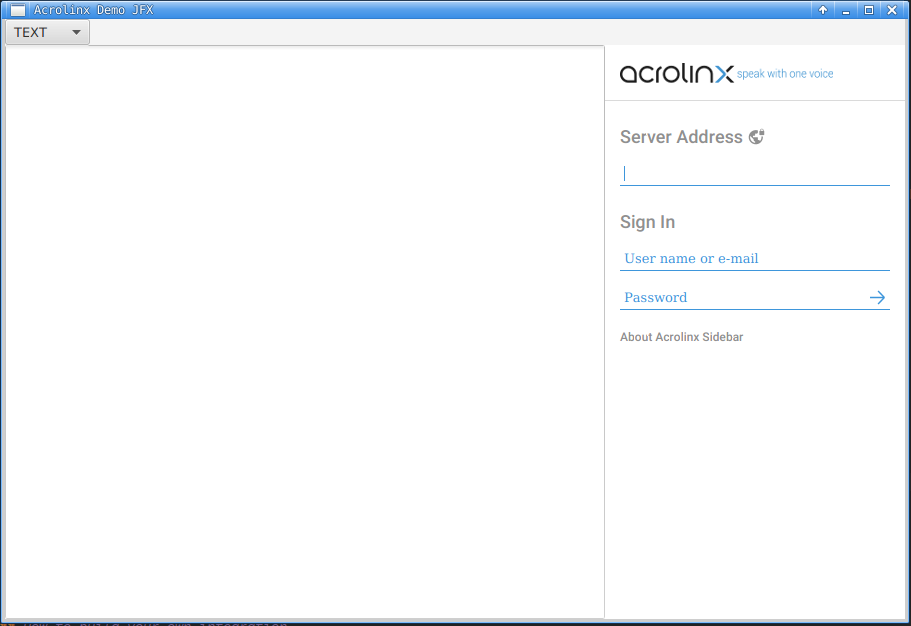 Acrolinx Demo JFX
TEXT
acrolinx speak with one voice
Server Address
Sign In
User name or e-mail
Password
About Acrolinx Sidebar